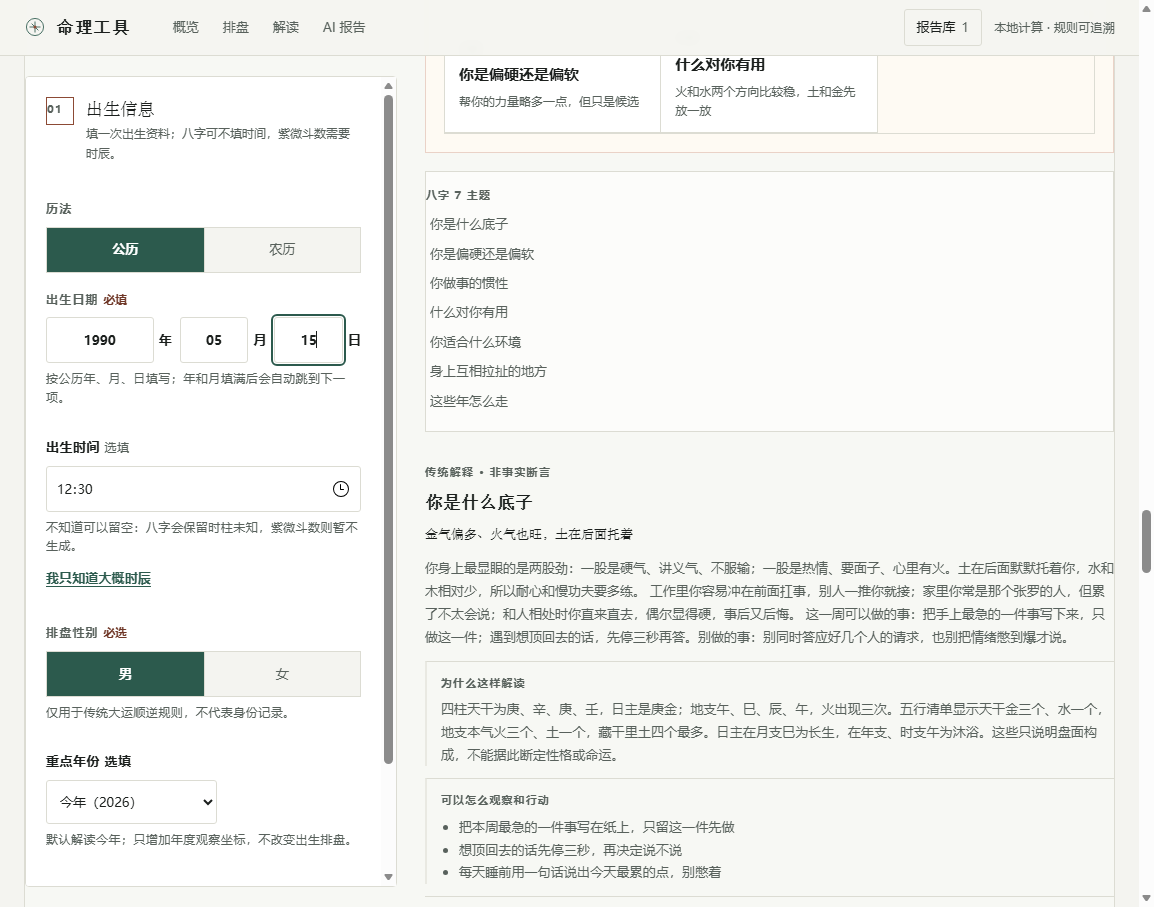 命理工具
概览
排盘
解读
AI 报告
报告库 1
本地计算 · 规则可追溯
01
出生信息
填一次出生资料；八字可不填时间，紫微斗数需要
时辰。
历法
公历
农历
出生日期 必填
1990 年 05 月 15 日
按公历年、月、日填写；年和月填满后会自动跳到下一
项。
出生时间 选填
12:30
不知道可以留空：八字会保留时柱未知，紫微斗数则暂不
生成。
我只知道大概时辰
排盘性别 必选
男
女
仅用于传统大运顺逆规则，不代表身份记录。
重点年份 选填
今年（2026）
默认解读今年；只增加年度观察坐标，不改变出生排盘。
你是偏硬还是偏软
帮你的力量略多一点，但只是候选
什么对你有用
火和水两个方向比较稳，土和金先
放一放
八字 7 主题
你是什么底子
你是偏硬还是偏软
你做事的惯性
什么对你有用
你适合什么环境
身上互相拉扯的地方
这些年怎么走
传统解释 • 非事实断言
你是什么底子
金气偏多、火气也旺，土在后面托着
你身上最显眼的是两股劲：一股是硬气、讲义气、不服输；一股是热情、要面子、心里有火。土在后面默默托着你，水和
木相对少，所以耐心和慢功夫要多练。 工作里你容易冲在前面扛事，别人一推你就接；家里你常是那个张罗的人，但累
了不太会说；和人相处时你直来直去，偶尔显得硬，事后又后悔。 这一周可以做的事：把手上最急的一件事写下来，只
做这一件；遇到想顶回去的话，先停三秒再答。别做的事：别同时答应好几个人的请求，也别把情绪憋到爆才说。
为什么这样解读
四柱天干为庚、辛、庚、壬，日主是庚金；地支午、巳、辰、午，火出现三次。五行清单显示天干金三个、水一个，
地支本气火三个、土一个，藏干里土四个最多。日主在月支巳为长生，在年支、时支午为沐浴。这些只说明盘面构
成，不能据此断定性格或命运。
可以怎么观察和行动
把本周最急的一件事写在纸上，只留这一件先做
想顶回去的话先停三秒，再决定说不说
每天睡前用一句话说出今天最累的点，别憋着